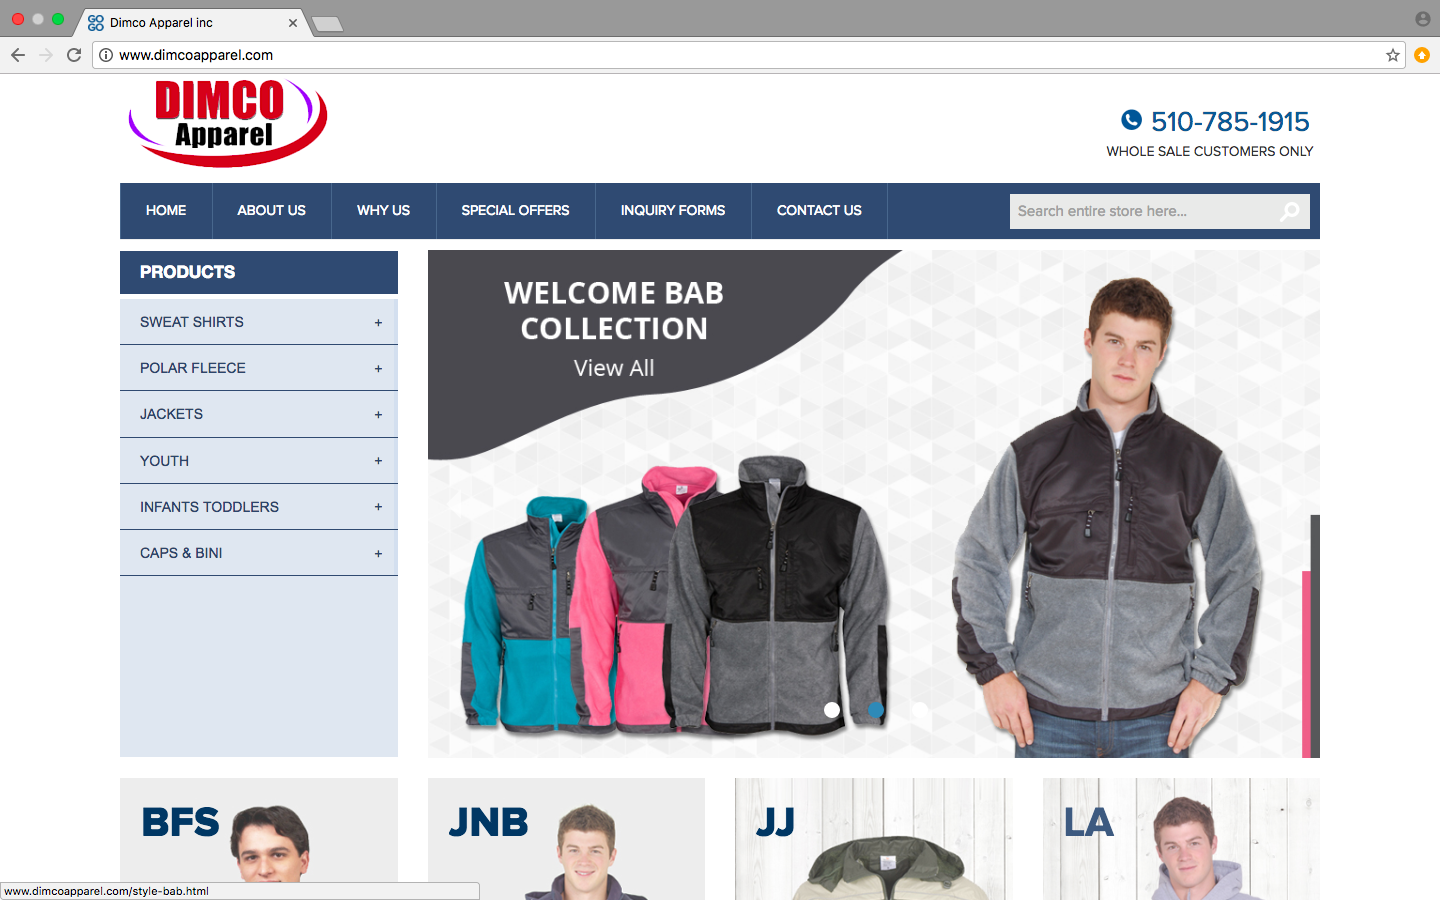 GO
GO
Dimco Apparel inc
www.dimcoapparel.com
DIMCO
Apparel
510-785-1915
WHOLE SALE CUSTOMERS ONLY
HOME
ABOUT US
WHY US
SPECIAL OFFERS
INQUIRY FORMS
CONTACT US
Search entire store here...
PRODUCTS
SWEAT SHIRTS +
POLAR FLEECE +
JACKETS +
YOUTH +
INFANTS TODDLERS +
CAPS & BINI +
WELCOME BAB
COLLECTION
View All
BFS
JNB
JJ
LA
www.dimcoapparel.com/style-bab.html